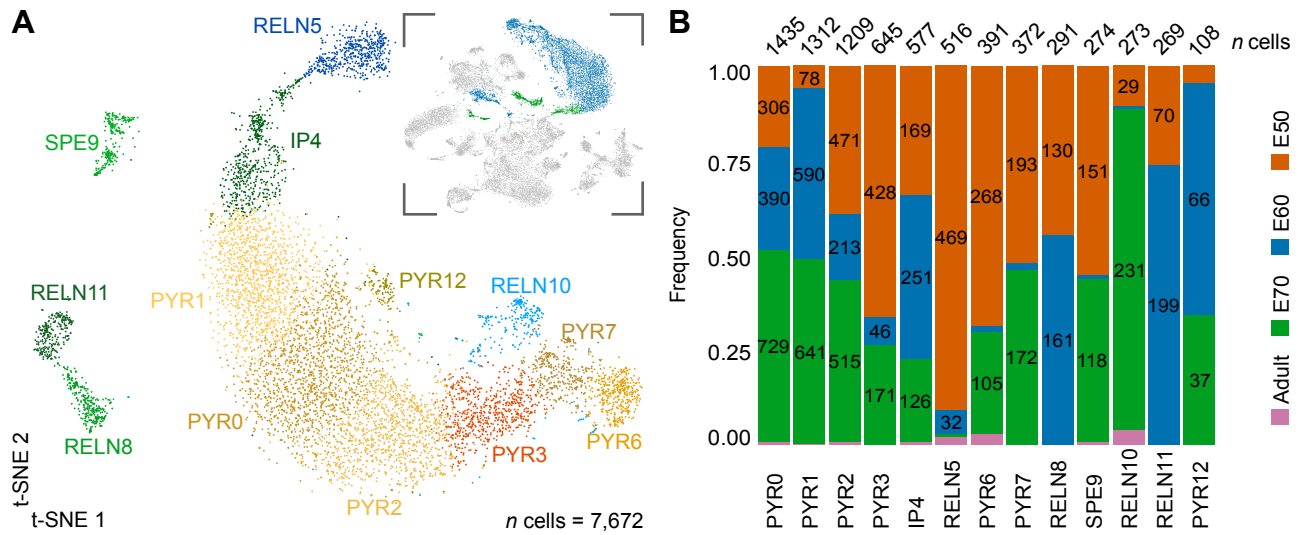 A
RELN5
SPE9
IP4
RELN11
PYR1
PYR12
RELN10
PYR7
PYR0
RELN8
PYR3
PYR6
PYR2
t-SNE 2
t-SNE 1
n cells = 7,672
B
1435 1312 1209 645 577 516 391 372 291 274 273 269 108 n cells
Frequency
1.00
0.75
0.50
0.25
0.00
306 390 729
78 590 641
471 213 515
428 46 171
169 251 126
469 32
268 105
193 172
130 161
151 118
29 231
70 199
66 37
PYR0 PYR1 PYR2 PYR3 IP4 RELN5 PYR6 PYR7 RELN8 SPE9 RELN10 RELN11 PYR12
E50
E60
E70
Adult